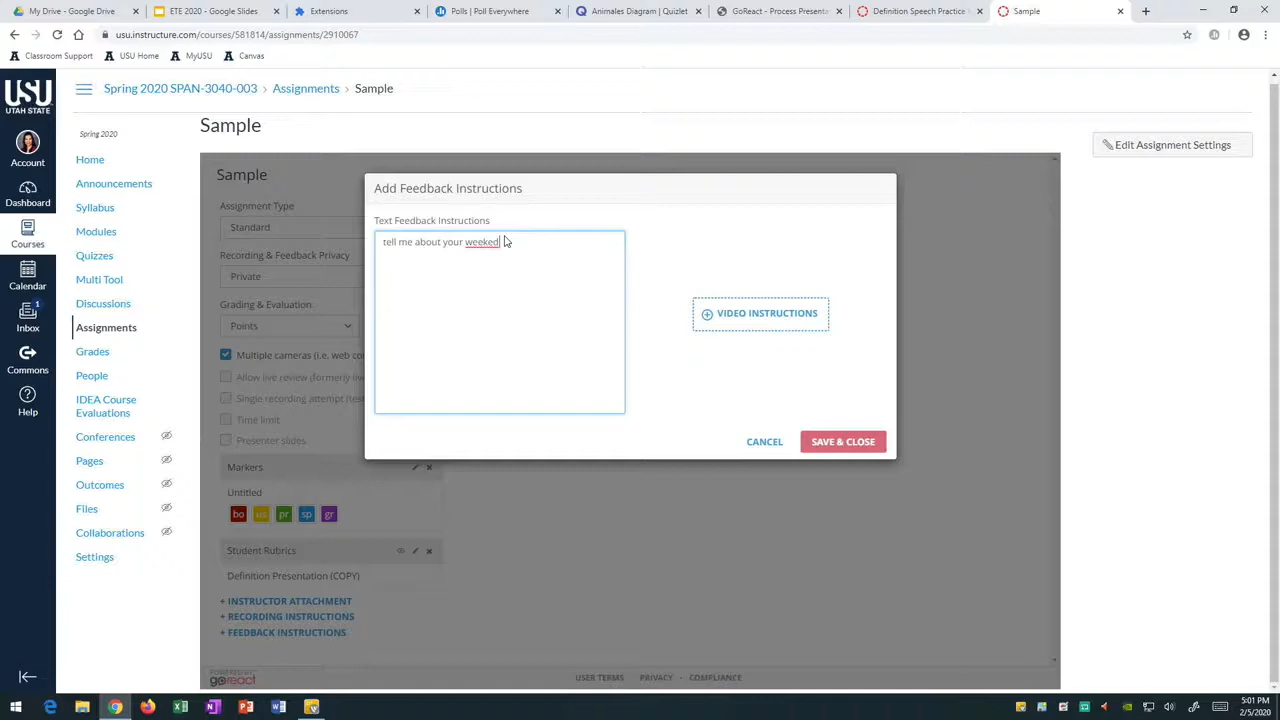 My Drive - Google Drive
ETE 2020 - Google Slides
Extensions
Polls | Poll Everywhere
Animales Diagram | Quizlet
GoReact - Process Presenta
Definition Speech Practice
Sample
usu.instructure.com/courses/581814/assignments/2910067
Classroom Support
USU Home
MyUSU
Canvas
USU
UTAH STATE
Account
Dashboard
Courses
Calendar
1
Inbox
Commons
Help
Spring 2020 SPAN-3040-003 › Assignments › Sample
Spring 2020
Home
Announcements
Syllabus
Modules
Quizzes
Multi Tool
Discussions
Assignments
Grades
People
IDEA Course
Evaluations
Conferences
Pages
Outcomes
Files
Collaborations
Settings
Sample
Edit Assignment Settings
Sample
Assignment Type
Standard
Recording & Feedback Privacy
Private
Grading & Evaluation
Points
Multiple cameras (i.e. web co
Allow live review (formerly live
Single recording attempt (test
Time limit
Presenter slides
Markers
Untitled
bo
pr
sp
gr
Student Rubrics
Definition Presentation (COPY)
+ INSTRUCTOR ATTACHMENT
+ RECORDING INSTRUCTIONS
+ FEEDBACK INSTRUCTIONS
Add Feedback Instructions
Text Feedback Instructions
tell me about your weeked
VIDEO INSTRUCTIONS
CANCEL
SAVE & CLOSE
POWERED BY
goreact
USER TERMS
PRIVACY - COMPLIANCE
5:01 PM
2/5/2020